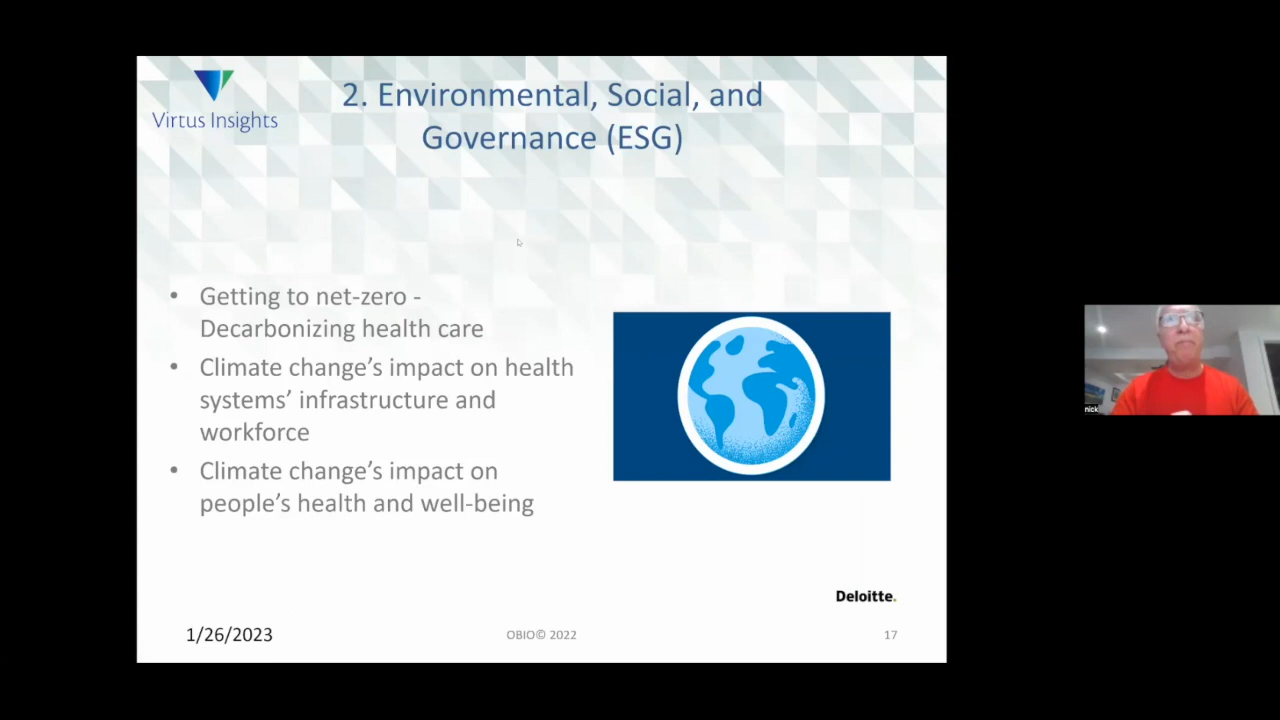 Virtus Insights
2. Environmental, Social, and
Governance (ESG)
• Getting to net-zero -
Decarbonizing health care
• Climate change’s impact on health
systems’ infrastructure and
workforce
• Climate change’s impact on
people’s health and well-being
Deloitte.
1/26/2023
OBIO© 2022
17
nick